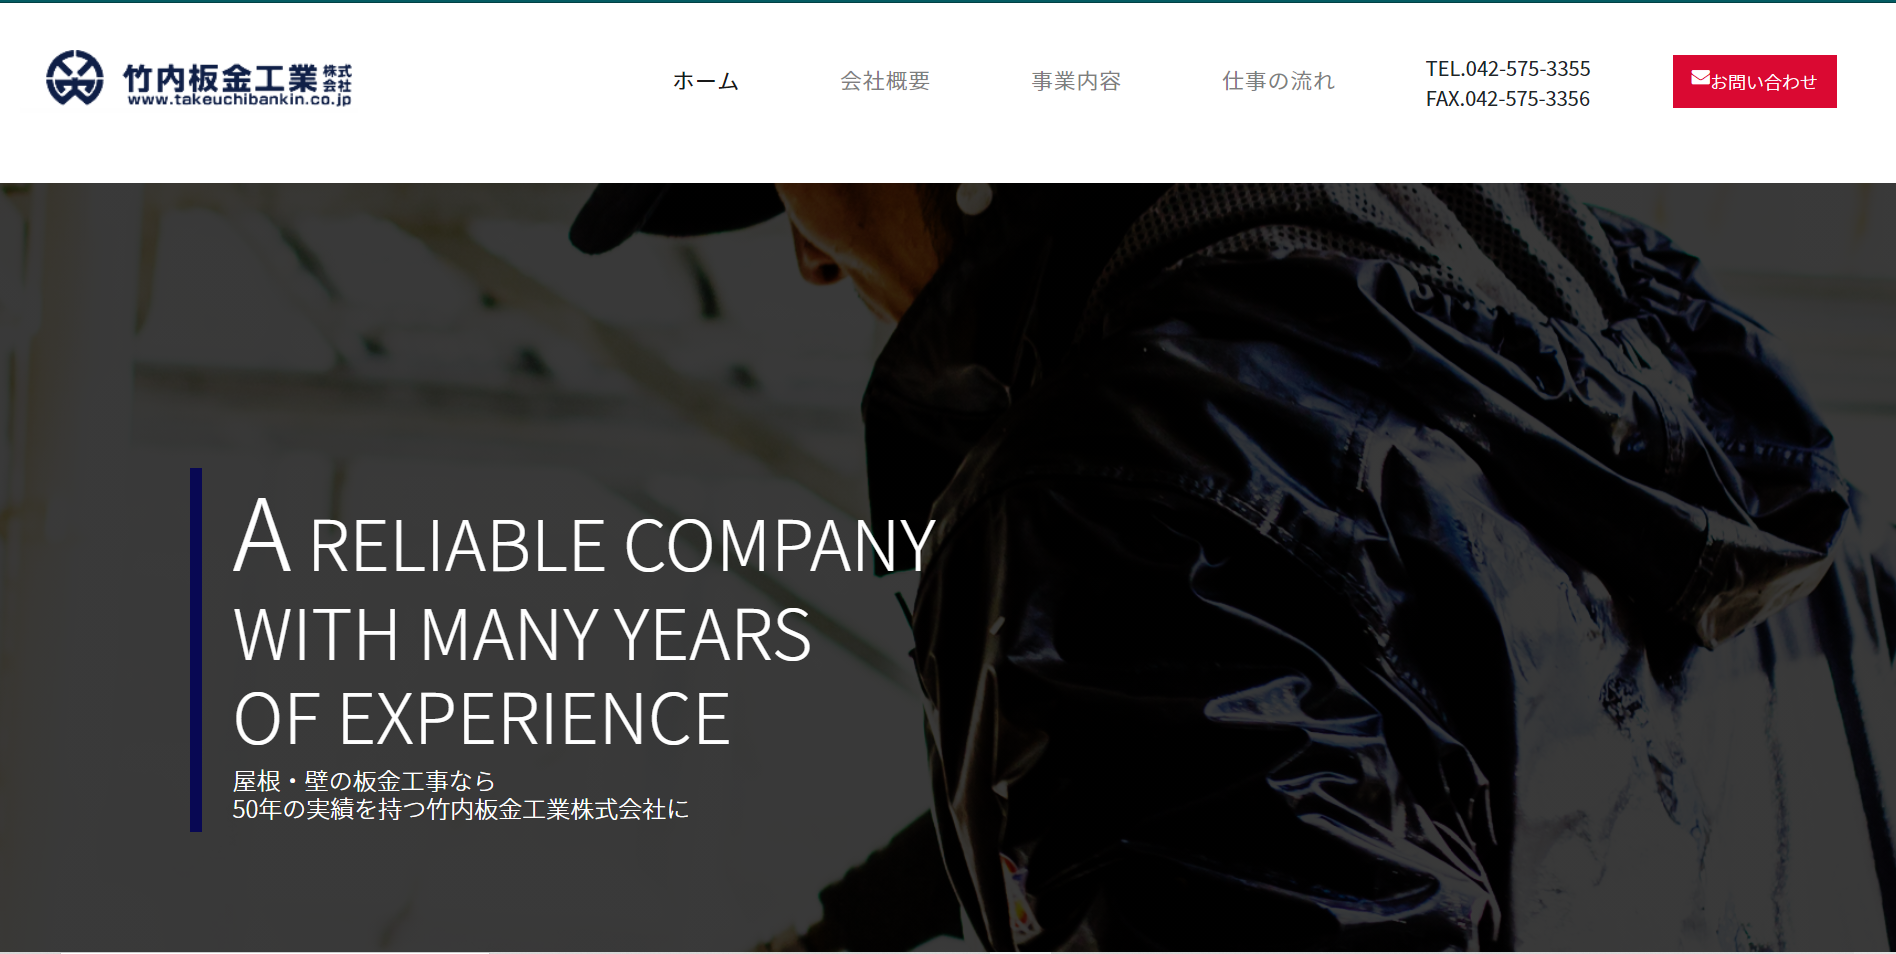 竹内板金工業株式会社
www.takeuchibankin.co.jp
ホーム
会社概要
事業内容
仕事の流れ
TEL.042-575-3355
FAX.042-575-3356
お問い合わせ
A RELIABLE COMPANY
WITH MANY YEARS
OF EXPERIENCE
屋根・壁の板金工事なら
50年の実績を持つ竹内板金工業株式会社に